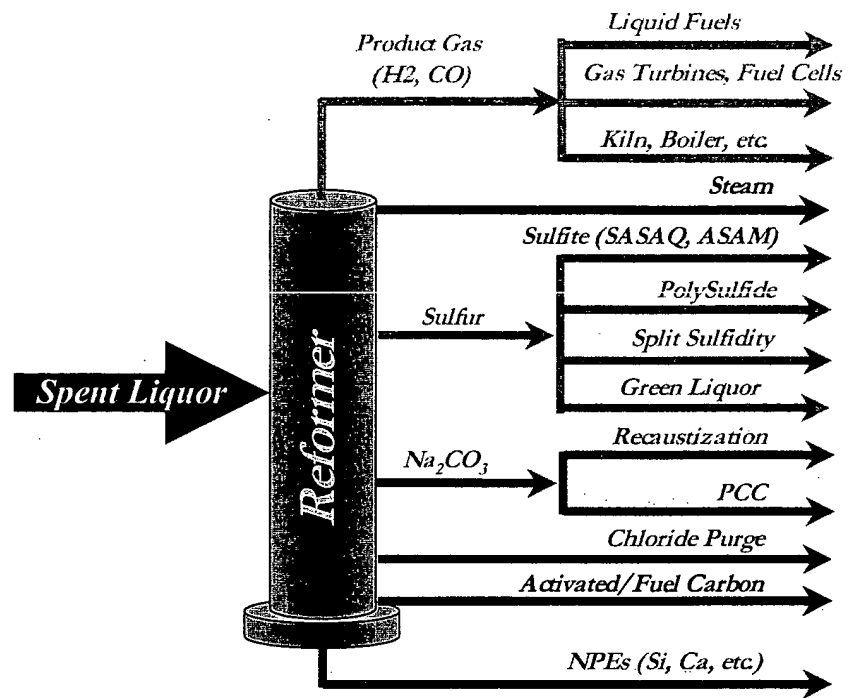 Product Gas
(H2, CO)
Liquid Fuels
Gas Turbines, Fuel Cells
Kiln, Boiler, etc.
Steam
Sulfite (SASAQ, ASAM)
PolySulfide
Sulfur
Split Sulfidity
Green Liquor
Spent Liquor
Reformer
Na₂CO₃
Recaustization
PCC
Chloride Purge
Activated/Fuel Carbon
NPEs (Si, Ca, etc.)